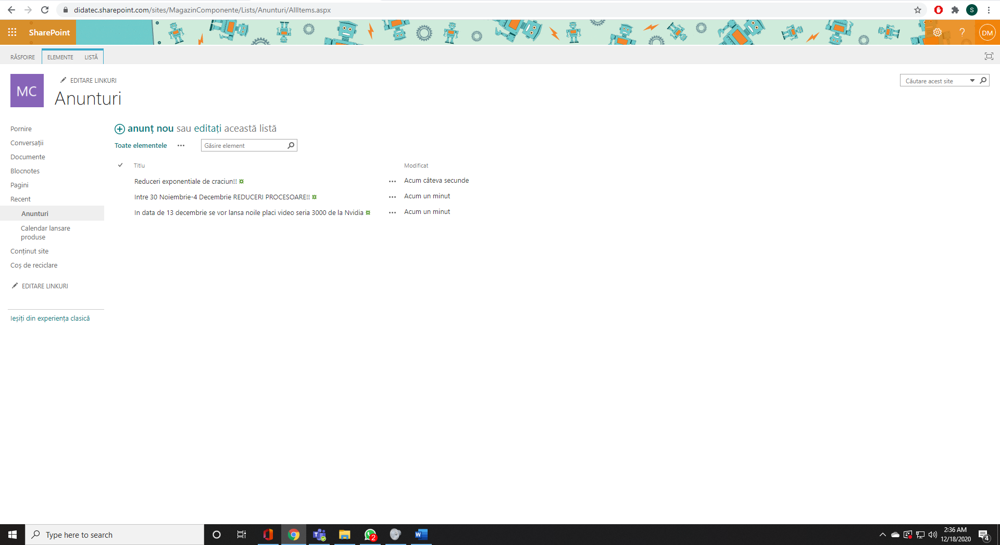 didatec.sharepoint.com/sites/MagazinComponente/Lists/Anunturi/AllItems.aspx
S
SharePoint
?
DM
RĂSFOIRE ELEMENTE LISTĂ
MC
EDITARE LINKURI
Căutare acest site
Anunturi
Pornire
Conversații
Documente
Blocnotes
Pagini
Recent
Anunturi
Calendar lansare
produse
Conținut site
Coș de reciclare
EDITARE LINKURI
Ieșiți din experiența clasică
anunț nou sau editați această listă
Toate elementele ••• Găsire element
Titlu Modificat
Reduceri exponentiale de craciun!! ••• Acum câteva secunde
Intre 30 Noiembrie-4 Decembrie REDUCERI PROCESOARE!! ••• Acum un minut
In data de 13 decembrie se vor lansa noile placi video seria 3000 de la Nvidia ••• Acum un minut
Type here to search
2
2:36 AM
12/18/2020
4